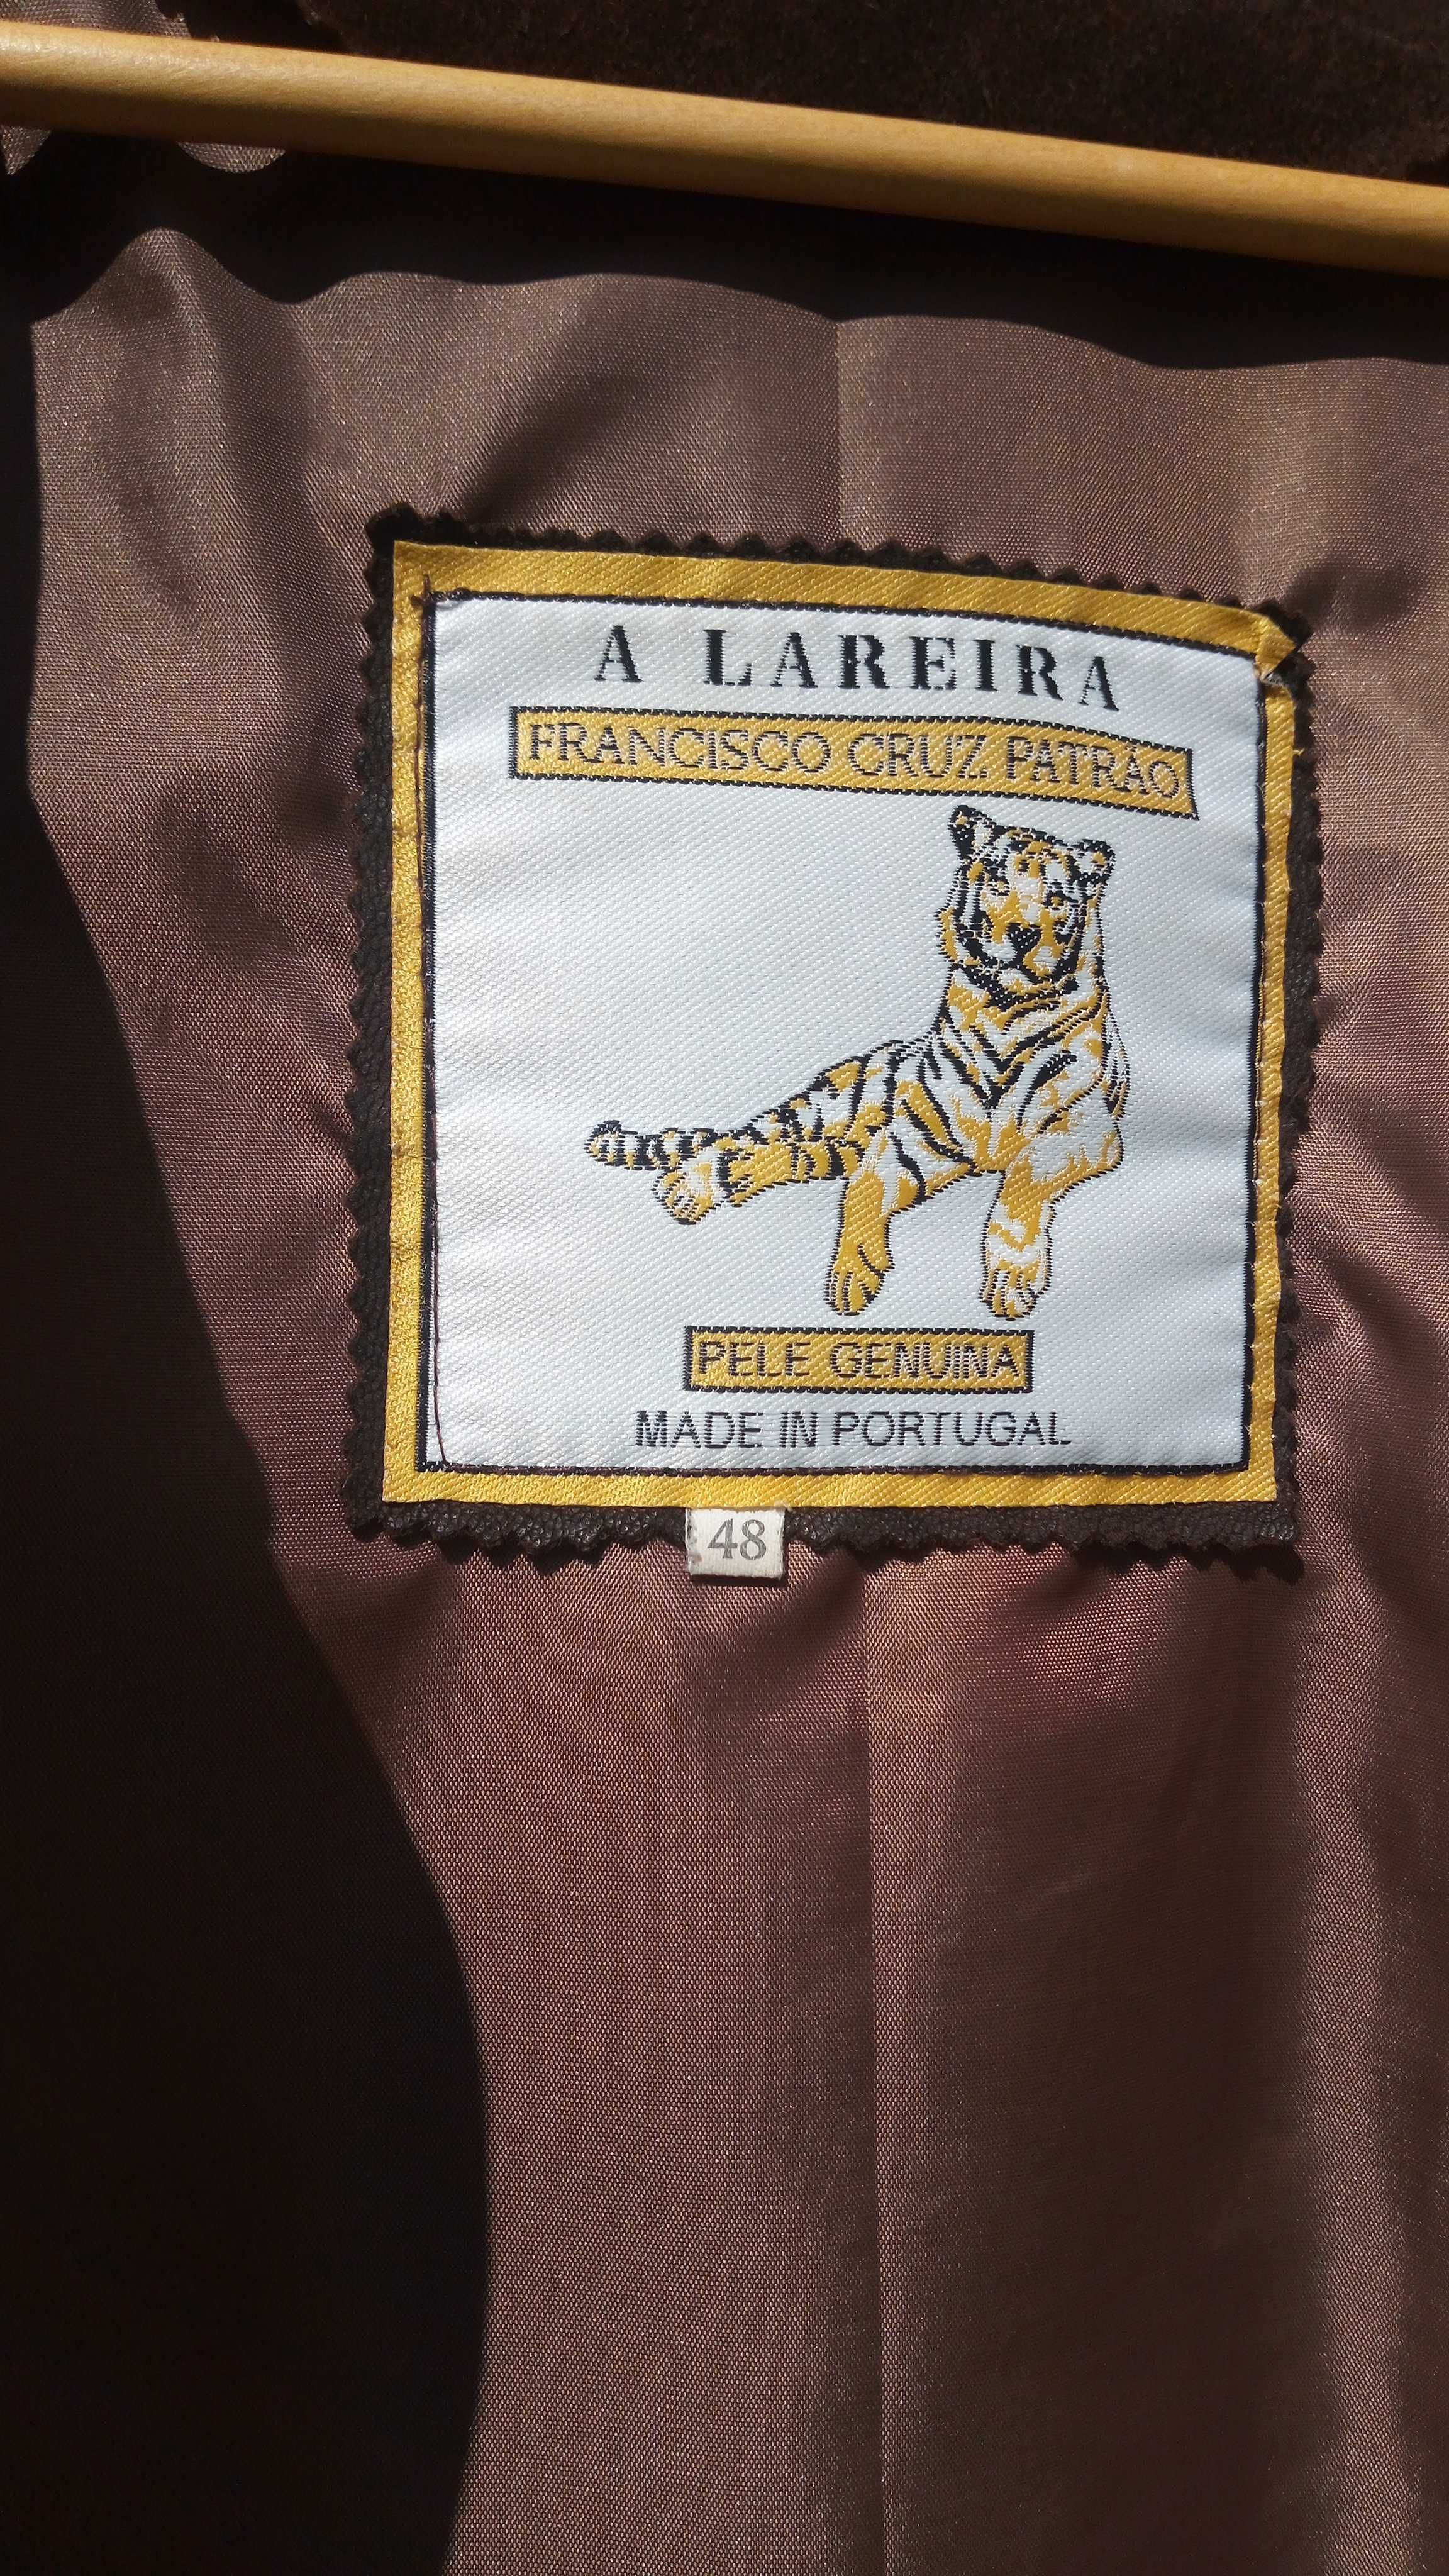 A LAREIRA
FRANCISCO CRUZ PATRÃO
PELE GENUINA
MADE IN PORTUGAL
48